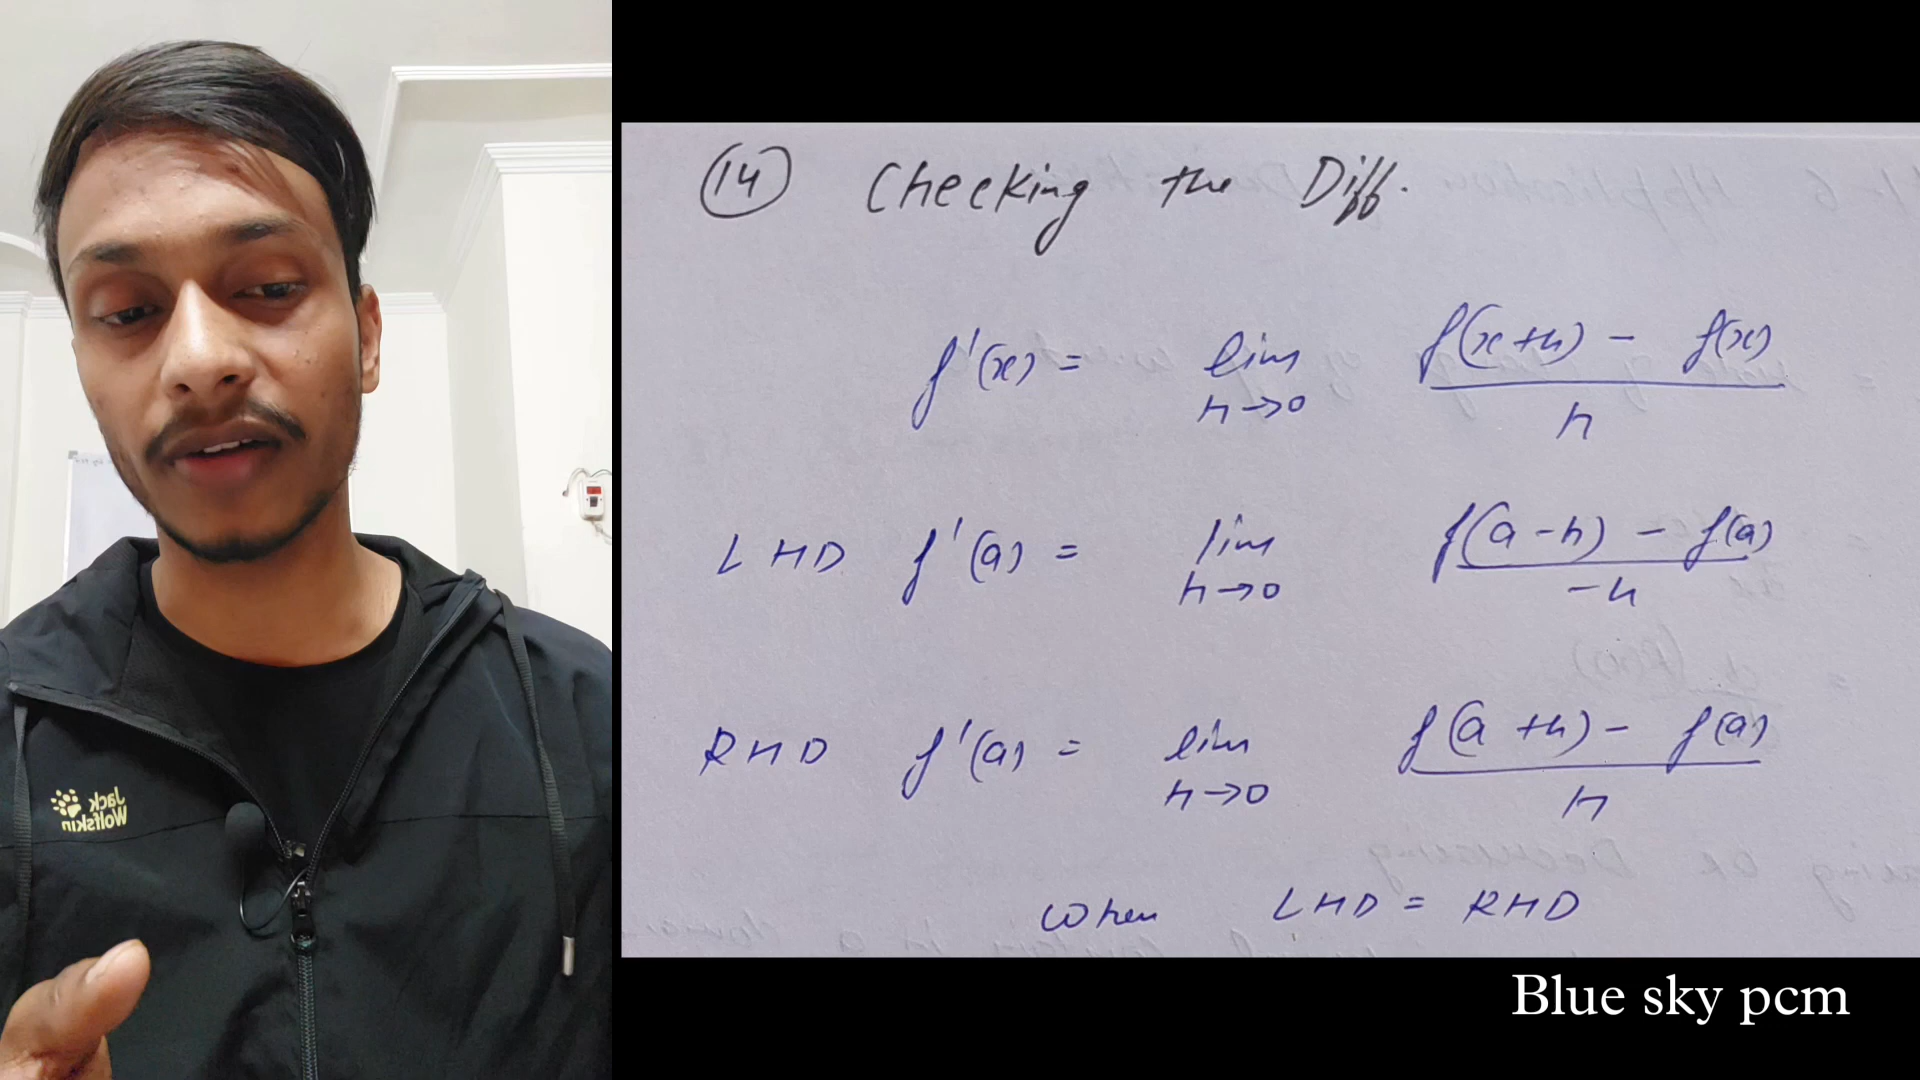 (14) Checking the Diff.
f'(x) = lim h→0 f(x+h) - f(x) / h
LHD f'(a) = lim h→0 f(a-h) - f(a) / -h
RHD f'(a) = lim h→0 f(a+h) - f(a) / h
When LHD = RHD
Jack
Wolfskin
Blue sky pcm